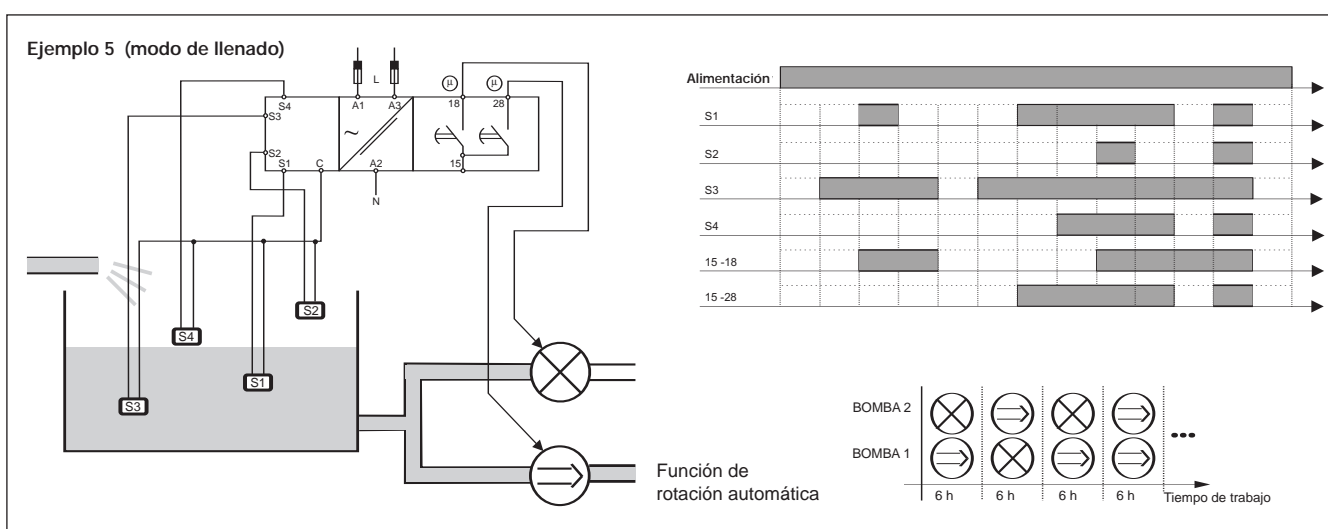 Ejemplo 5 (modo de llenado)
L
µ
µ
S4
A1
A3
18
28
S3
~
S2
S1
C
A2
15
N
S2
S4
S1
S3
Función de
rotación automática
Alimentación
S1
S2
S3
S4
15 -18
15 -28
BOMBA 2
BOMBA 1
...
6 h 6 h 6 h 6 h Tiempo de trabajo